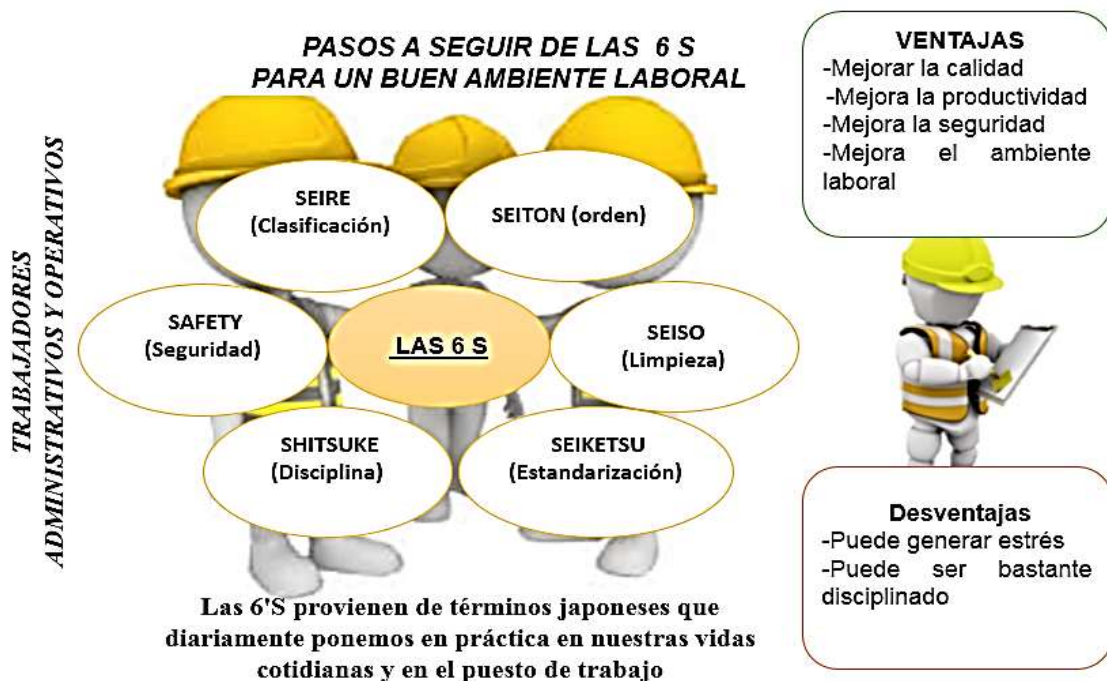 PASOS A SEGUIR DE LAS 6 S
PARA UN BUEN AMBIENTE LABORAL
TRABAJADORES
ADMINISTRATIVOS Y OPERATIVOS
SEIRE
(Clasificación)
SEITON (orden)
SAFETY
(Seguridad)
LAS 6 S
SEISO
(Limpieza)
SHITSUKE
(Disciplina)
SEIKETSU
(Estandarización)
Las 6'S provienen de términos japoneses que
diariamente ponemos en práctica en nuestras vidas
cotidianas y en el puesto de trabajo
VENTAJAS
-Mejorar la calidad
-Mejora la productividad
-Mejora la seguridad
-Mejora el ambiente
laboral
Desventajas
-Puede generar estrés
-Puede ser bastante
disciplinado